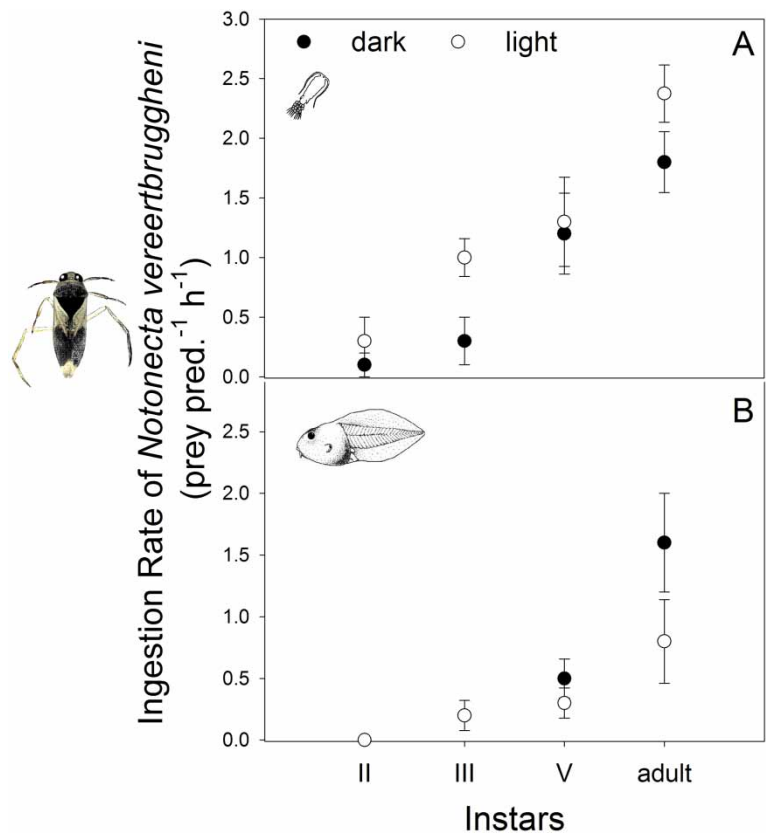 Ingestion Rate of Notonecta vereertbruggheni
(prey pred.-1 h-1)
3.0
dark
light
A
2.5
2.0
1.5
1.0
0.5
0.0
B
2.5
2.0
1.5
1.0
0.5
0.0
II
III
V
adult
Instars